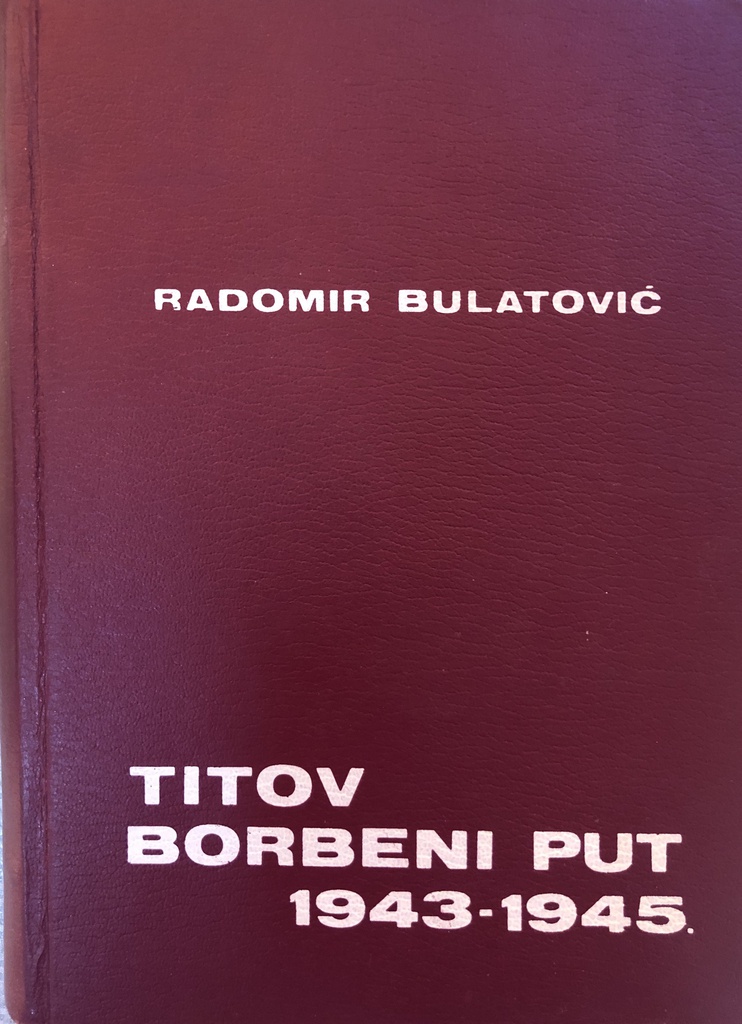 RADOMIR BULATOVIĆ
TITOV
BORBENI PUT
1943-1945.